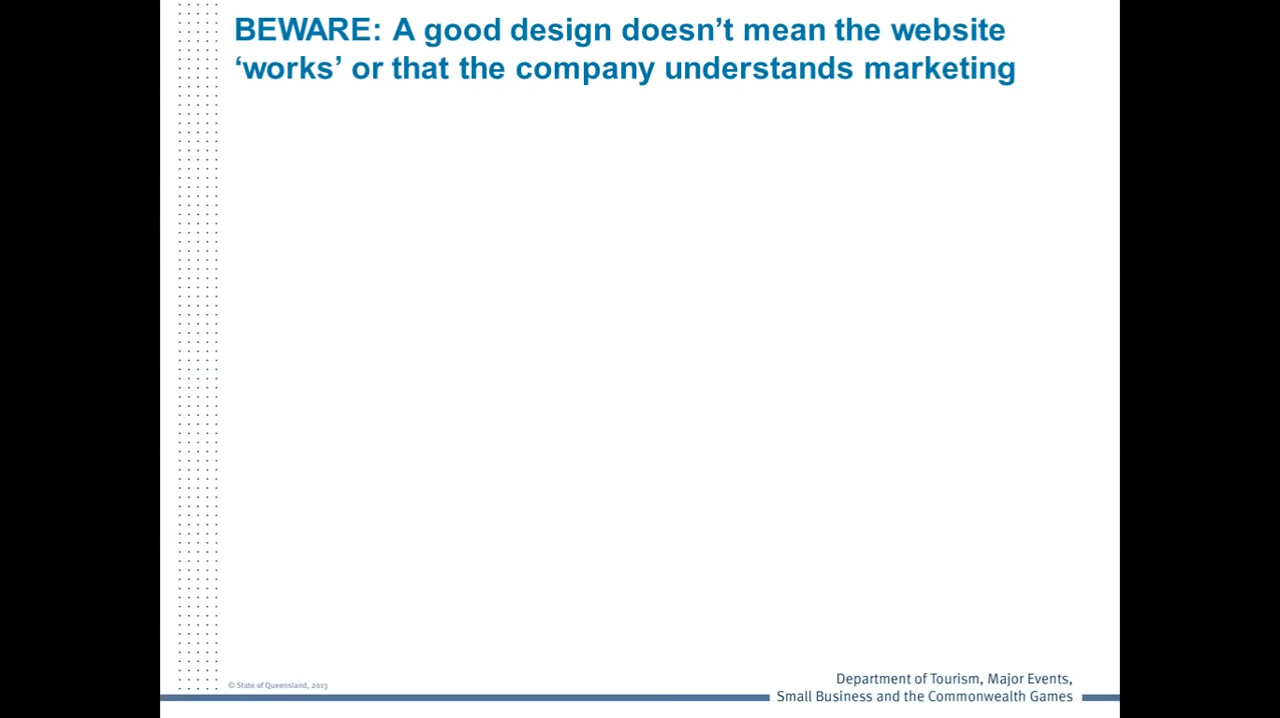 BEWARE: A good design doesn’t mean the website
‘works’ or that the company understands marketing
© State of Queensland, 2013
Department of Tourism, Major Events,
Small Business and the Commonwealth Games